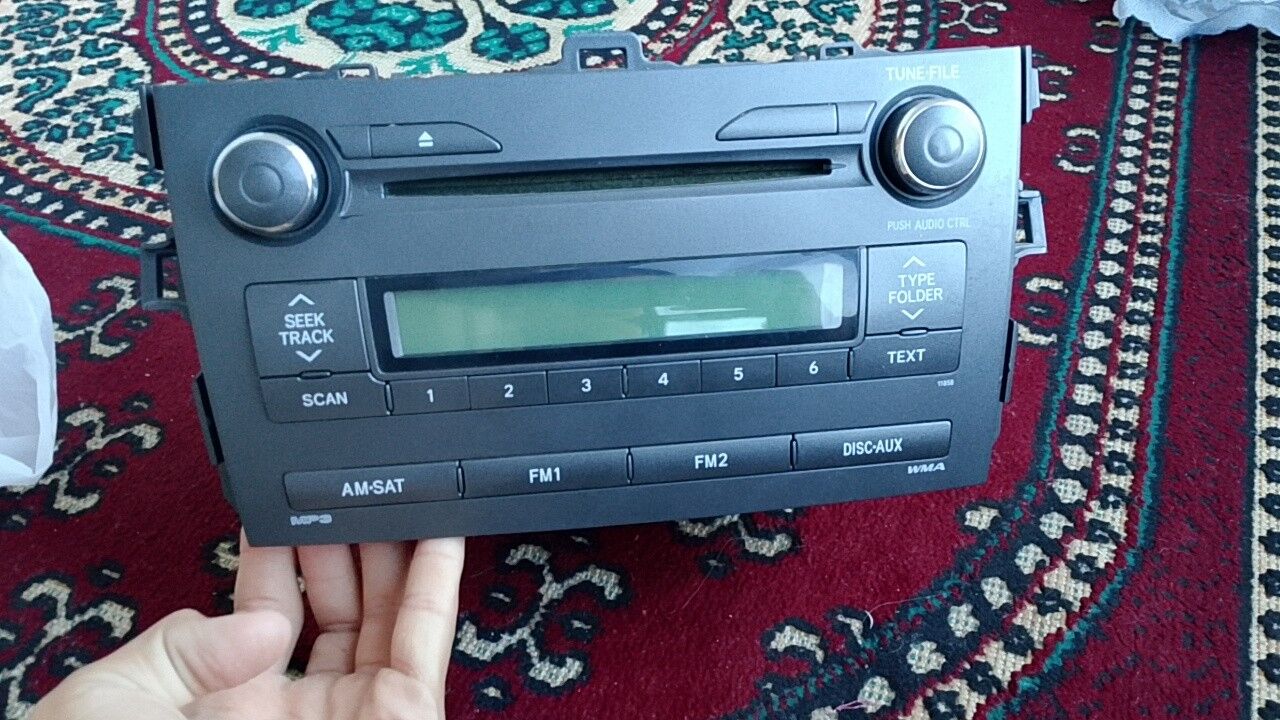 TUNE·FILE
PUSH AUDIO CTRL
SEEK
TRACK
TYPE
FOLDER
SCAN
1
2
3
4
5
6
TEXT
11858
AM·SAT
FM1
FM2
DISC·AUX
MP3
WMA